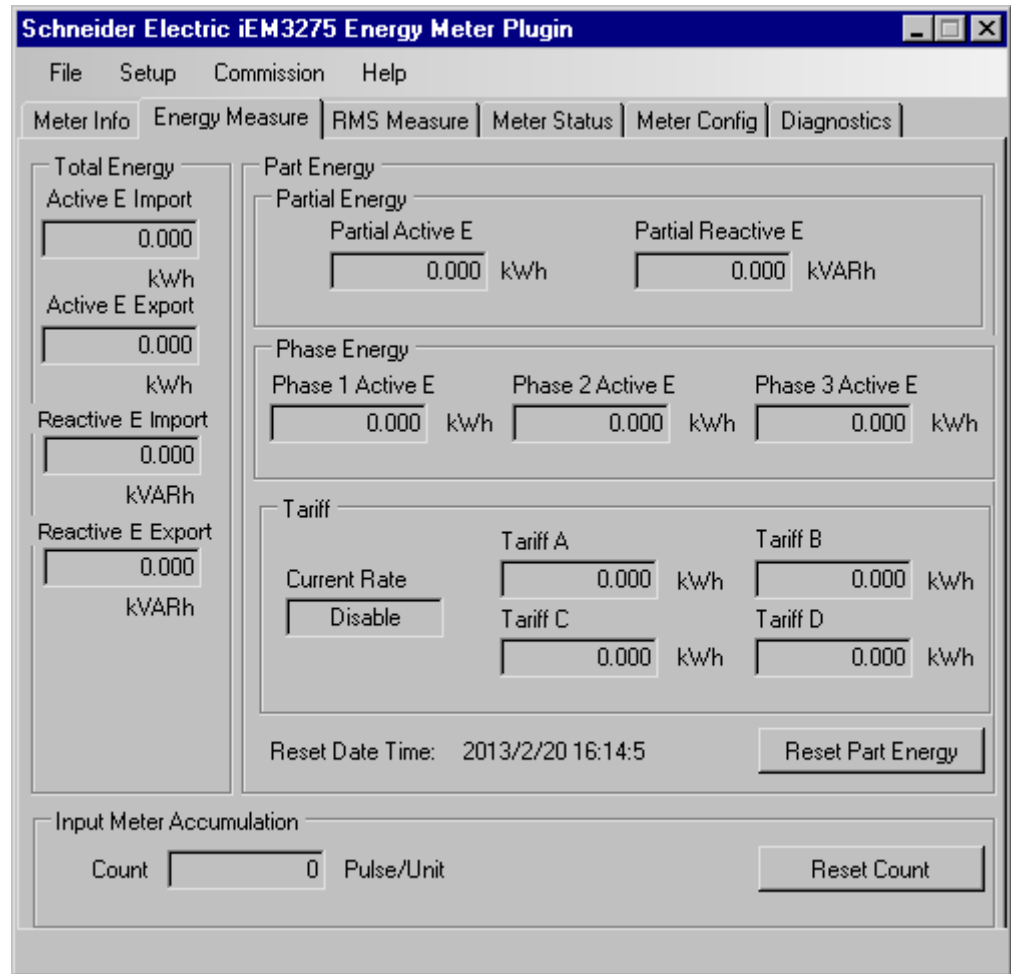 Schneider Electric iEM3275 Energy Meter Plugin
File Setup Commission Help
Meter Info Energy Measure RMS Measure Meter Status Meter Config Diagnostics
Total Energy
Active E Import
0.000
kWh
Active E Export
0.000
kWh
Reactive E Import
0.000
kVARh
Reactive E Export
0.000
kVARh
Part Energy
Partial Energy
Partial Active E Partial Reactive E
0.000 kWh 0.000 kVARh
Phase Energy
Phase 1 Active E Phase 2 Active E Phase 3 Active E
0.000 kWh 0.000 kWh 0.000 kWh
Tariff
Current Rate
Disable
Tariff A Tariff B
0.000 kWh 0.000 kWh
Tariff C Tariff D
0.000 kWh 0.000 kWh
Reset Date Time: 2013/2/20 16:14:5 Reset Part Energy
Input Meter Accumulation
Count 0 Pulse/Unit Reset Count